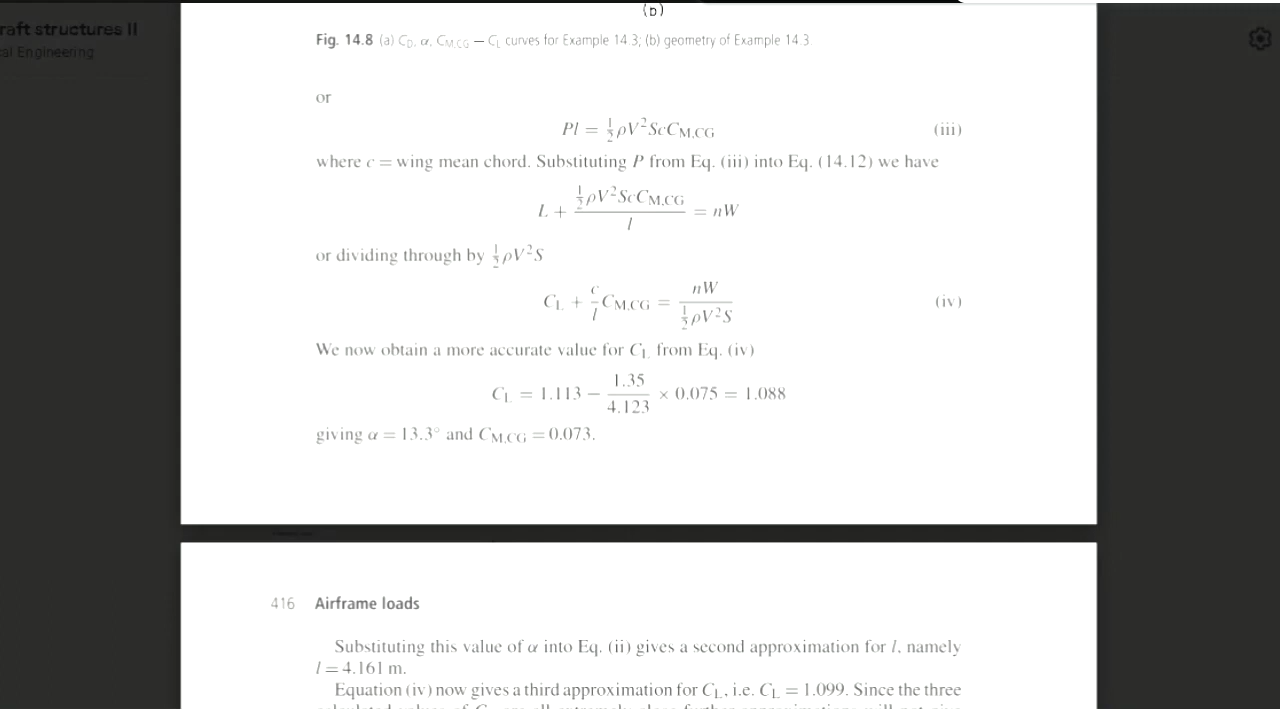 (b)
raft structures II
cal Engineering
Fig. 14.8 (a) C_D, α, C_M,CG − C_L curves for Example 14.3; (b) geometry of Example 14.3
or
Pl = ½ρV²ScC_M,CG (iii)
where c = wing mean chord. Substituting P from Eq. (iii) into Eq. (14.12) we have
L + ½ρV²ScC_M,CG / l = nW
or dividing through by ½ρV²S
C_L + c/l C_M,CG = nW / ½ρV²S (iv)
We now obtain a more accurate value for C_L from Eq. (iv)
C_L = 1.113 − 1.35/4.123 × 0.075 = 1.088
giving α = 13.3° and C_M,CG = 0.073.
416 Airframe loads
Substituting this value of α into Eq. (ii) gives a second approximation for l, namely
l = 4.161 m.
Equation (iv) now gives a third approximation for C_L, i.e. C_L = 1.099. Since the three